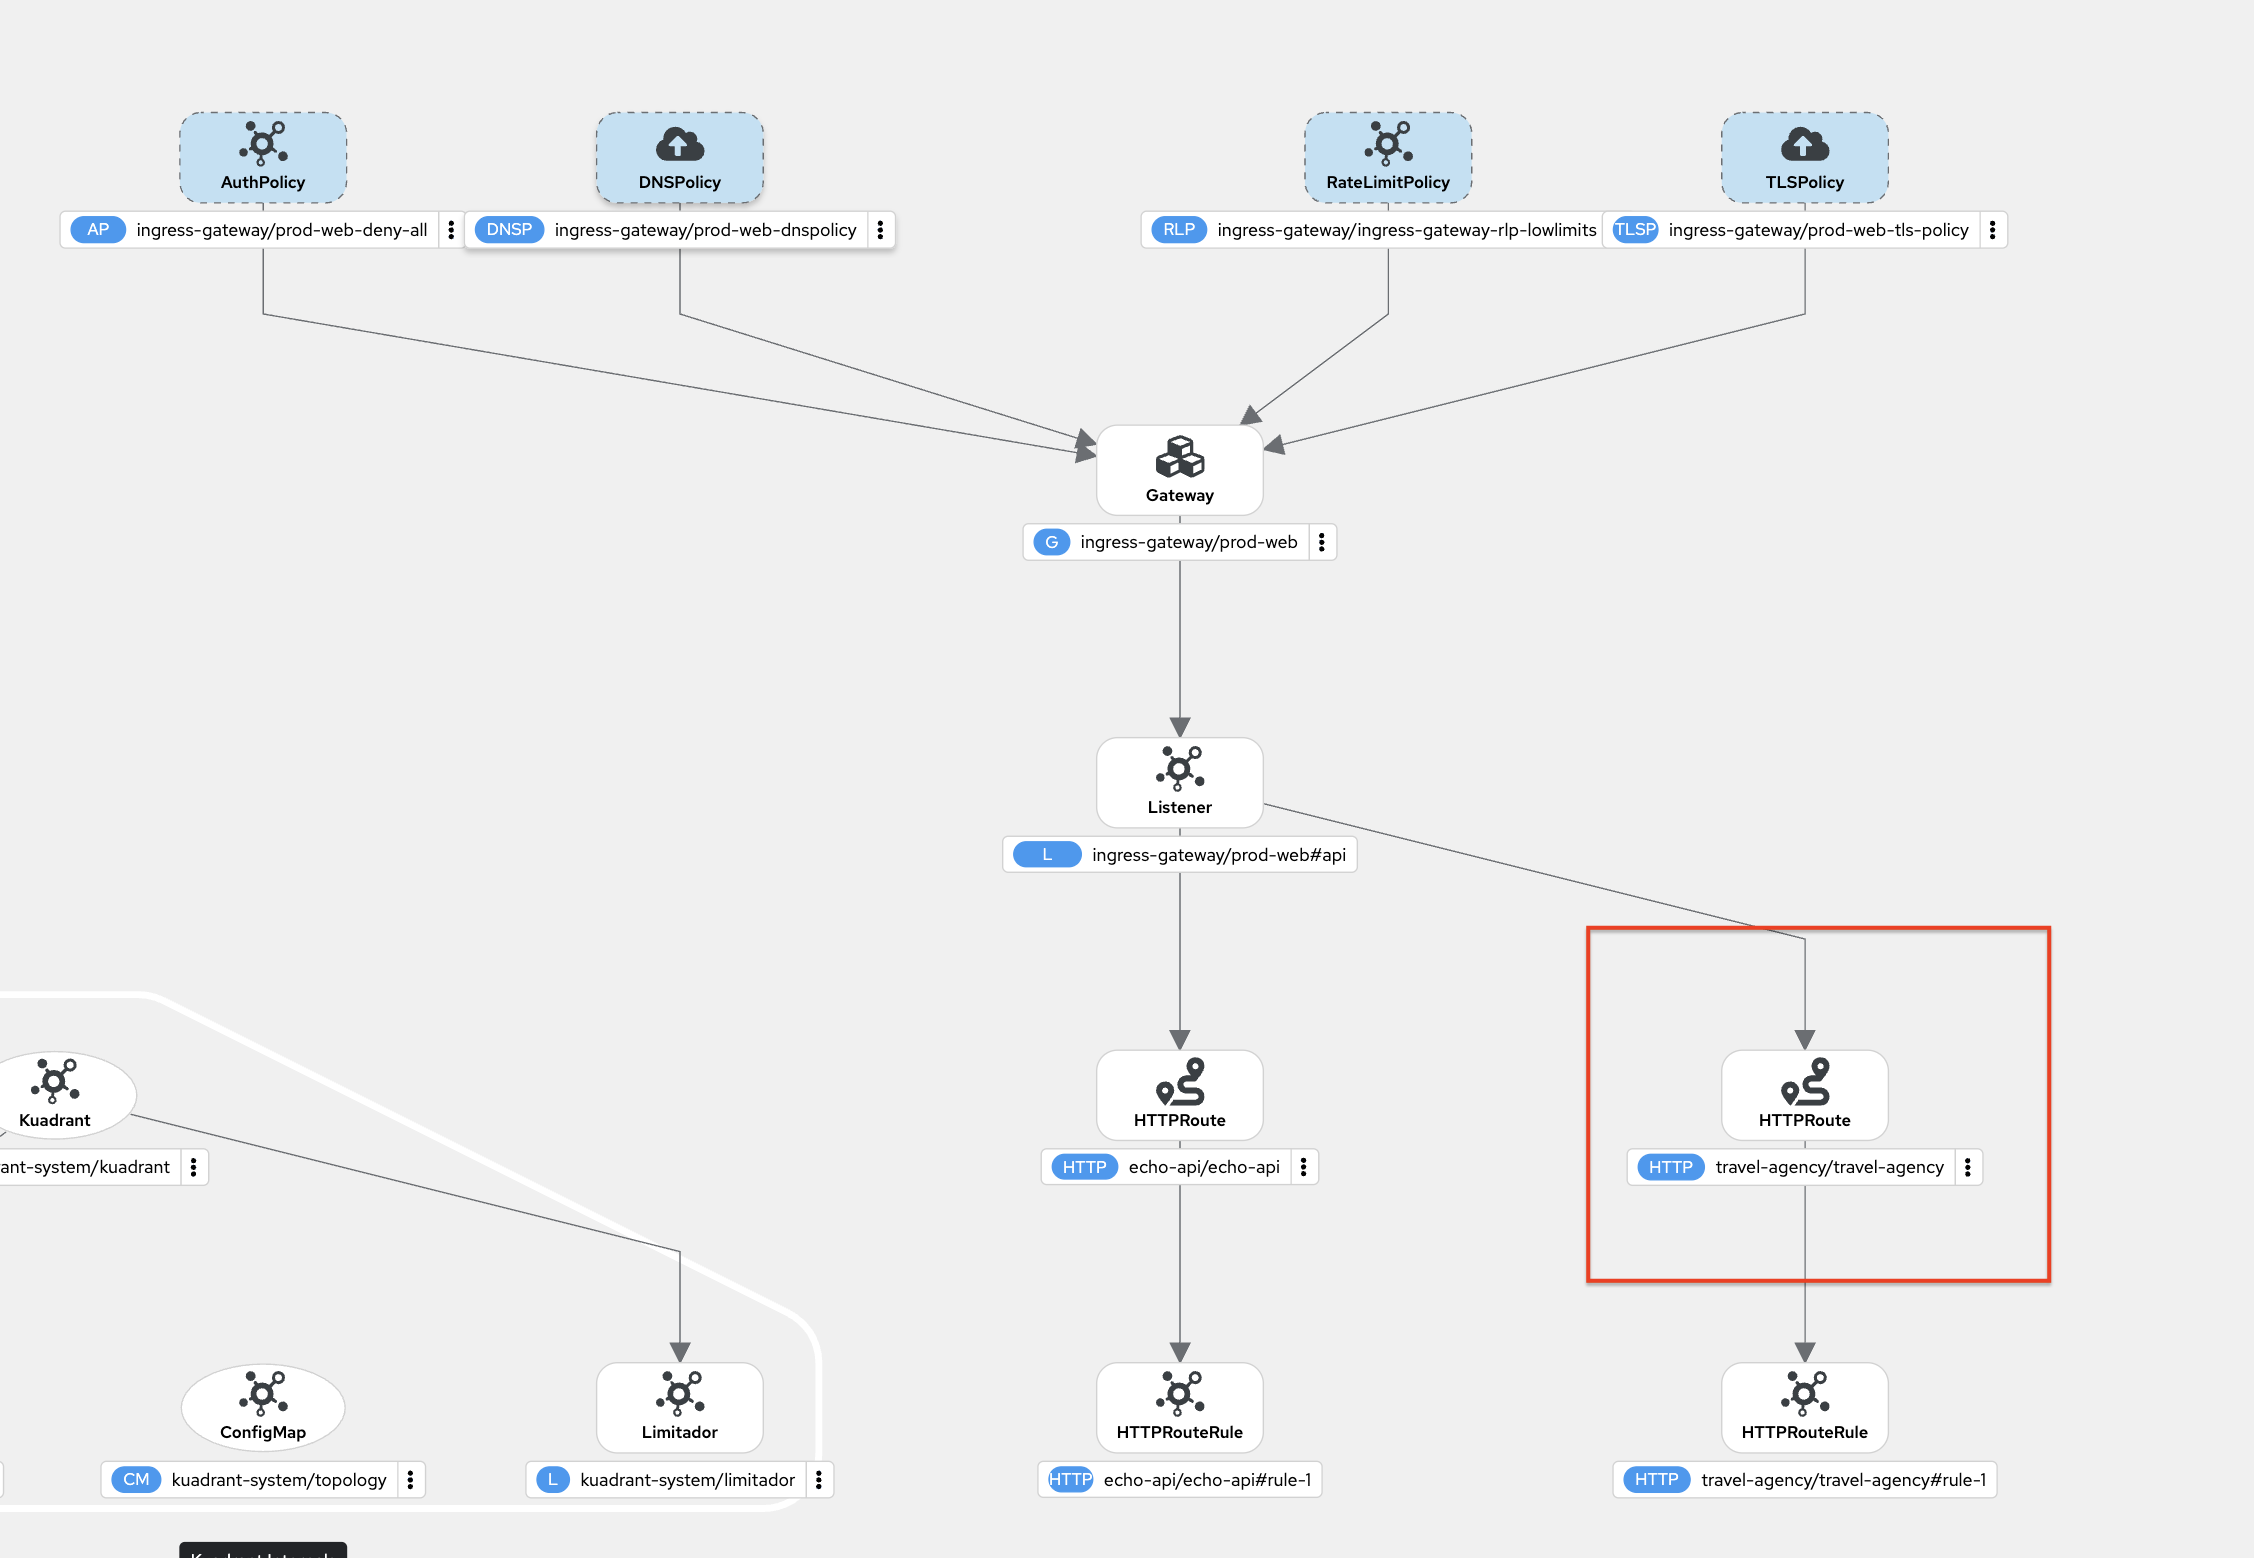 AuthPolicy
DNSPolicy
RateLimitPolicy
TLSPolicy
AP ingress-gateway/prod-web-deny-all
DNSP ingress-gateway/prod-web-dnspolicy
RLP ingress-gateway/ingress-gateway-rlp-lowlimits
TLSP ingress-gateway/prod-web-tls-policy
Gateway
G ingress-gateway/prod-web
Listener
L ingress-gateway/prod-web#api
Kuadrant
HTTPRoute
HTTPRoute
ant-system/kuadrant
HTTP echo-api/echo-api
HTTP travel-agency/travel-agency
ConfigMap
Limitador
HTTPRouteRule
HTTPRouteRule
CM kuadrant-system/topology
L kuadrant-system/limitador
HTTP echo-api/echo-api#rule-1
HTTP travel-agency/travel-agency#rule-1